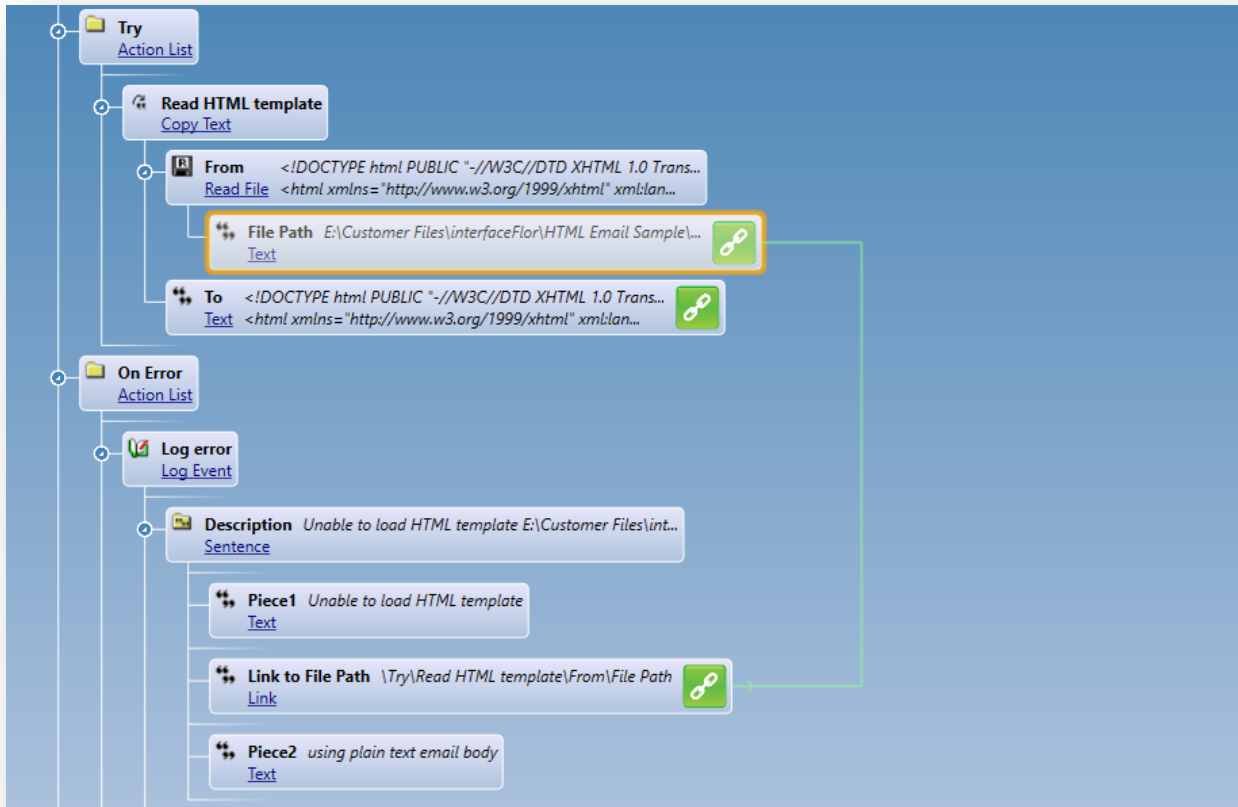 Try
Action List
Read HTML template
Copy Text
From <!DOCTYPE html PUBLIC "-//W3C//DTD XHTML 1.0 Trans...
Read File <html xmlns="http://www.w3.org/1999/xhtml" xml:lan...
File Path E:\Customer Files\interfaceFlor\HTML Email Sample\...
Text
To <!DOCTYPE html PUBLIC "-//W3C//DTD XHTML 1.0 Trans...
Text <html xmlns="http://www.w3.org/1999/xhtml" xml:lan...
On Error
Action List
Log error
Log Event
Description Unable to load HTML template E:\Customer Files\int...
Sentence
Piece1 Unable to load HTML template
Text
Link to File Path \Try\Read HTML template\From\File Path
Link
Piece2 using plain text email body
Text